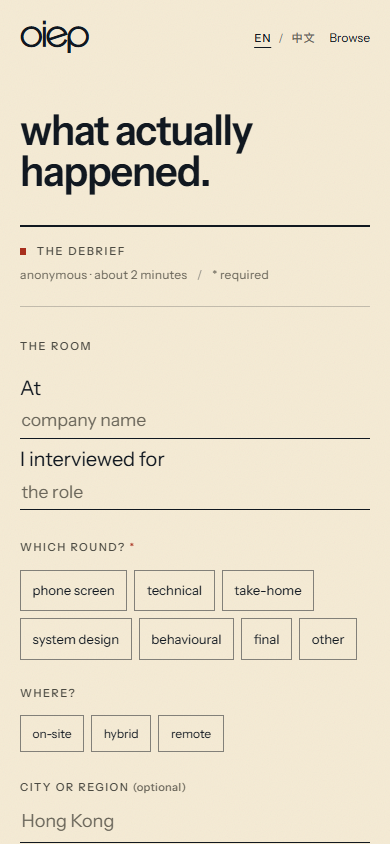 oiep
EN / 中文 Browse
what actually
happened.
THE DEBRIEF
anonymous · about 2 minutes / * required
THE ROOM
At
company name
I interviewed for
the role
WHICH ROUND? *
phone screen technical take-home
system design behavioural final other
WHERE?
on-site hybrid remote
CITY OR REGION (optional)
Hong Kong